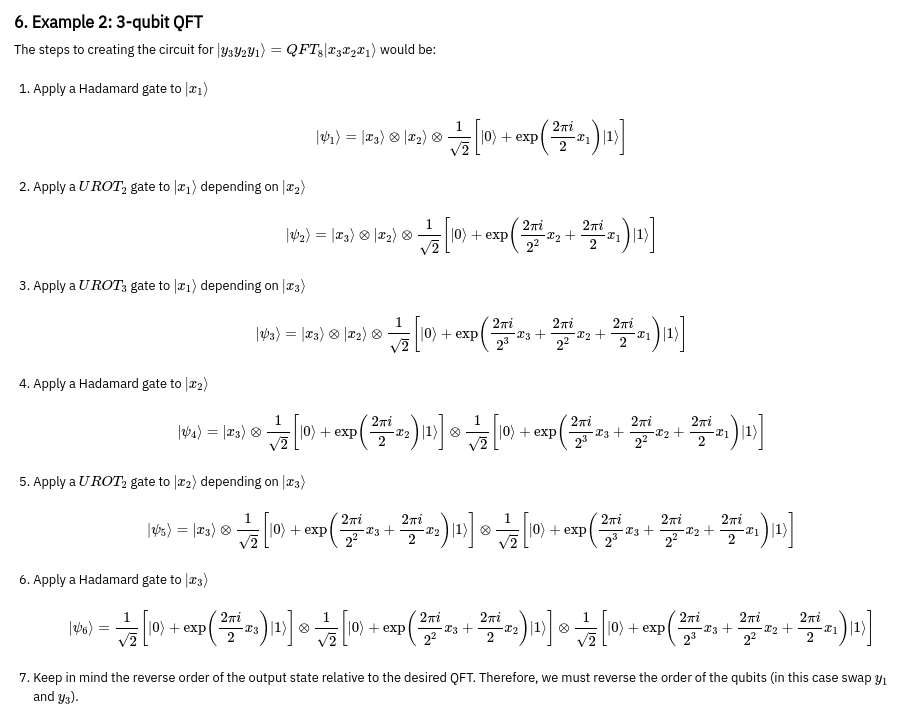 6. Example 2: 3-qubit QFT
The steps to creating the circuit for $|y_3y_2y_1\rangle = QFT_8|x_3x_2x_1\rangle$ would be:
1. Apply a Hadamard gate to $|x_1\rangle$
$|\psi_1\rangle = |x_3\rangle \otimes |x_2\rangle \otimes \frac{1}{\sqrt{2}}\left[|0\rangle + \exp\left(\frac{2\pi i}{2}x_1\right)|1\rangle\right]$
2. Apply a $UROT_2$ gate to $|x_1\rangle$ depending on $|x_2\rangle$
$|\psi_2\rangle = |x_3\rangle \otimes |x_2\rangle \otimes \frac{1}{\sqrt{2}}\left[|0\rangle + \exp\left(\frac{2\pi i}{2^2}x_2 + \frac{2\pi i}{2}x_1\right)|1\rangle\right]$
3. Apply a $UROT_3$ gate to $|x_1\rangle$ depending on $|x_3\rangle$
$|\psi_3\rangle = |x_3\rangle \otimes |x_2\rangle \otimes \frac{1}{\sqrt{2}}\left[|0\rangle + \exp\left(\frac{2\pi i}{2^3}x_3 + \frac{2\pi i}{2^2}x_2 + \frac{2\pi i}{2}x_1\right)|1\rangle\right]$
4. Apply a Hadamard gate to $|x_2\rangle$
$|\psi_4\rangle = |x_3\rangle \otimes \frac{1}{\sqrt{2}}\left[|0\rangle + \exp\left(\frac{2\pi i}{2}x_2\right)|1\rangle\right] \otimes \frac{1}{\sqrt{2}}\left[|0\rangle + \exp\left(\frac{2\pi i}{2^3}x_3 + \frac{2\pi i}{2^2}x_2 + \frac{2\pi i}{2}x_1\right)|1\rangle\right]$
5. Apply a $UROT_2$ gate to $|x_2\rangle$ depending on $|x_3\rangle$
$|\psi_5\rangle = |x_3\rangle \otimes \frac{1}{\sqrt{2}}\left[|0\rangle + \exp\left(\frac{2\pi i}{2^2}x_3 + \frac{2\pi i}{2}x_2\right)|1\rangle\right] \otimes \frac{1}{\sqrt{2}}\left[|0\rangle + \exp\left(\frac{2\pi i}{2^3}x_3 + \frac{2\pi i}{2^2}x_2 + \frac{2\pi i}{2}x_1\right)|1\rangle\right]$
6. Apply a Hadamard gate to $|x_3\rangle$
$|\psi_6\rangle = \frac{1}{\sqrt{2}}\left[|0\rangle + \exp\left(\frac{2\pi i}{2}x_3\right)|1\rangle\right] \otimes \frac{1}{\sqrt{2}}\left[|0\rangle + \exp\left(\frac{2\pi i}{2^2}x_3 + \frac{2\pi i}{2}x_2\right)|1\rangle\right] \otimes \frac{1}{\sqrt{2}}\left[|0\rangle + \exp\left(\frac{2\pi i}{2^3}x_3 + \frac{2\pi i}{2^2}x_2 + \frac{2\pi i}{2}x_1\right)|1\rangle\right]$
7. Keep in mind the reverse order of the output state relative to the desired QFT. Therefore, we must reverse the order of the qubits (in this case swap $y_1$
and $y_3$).